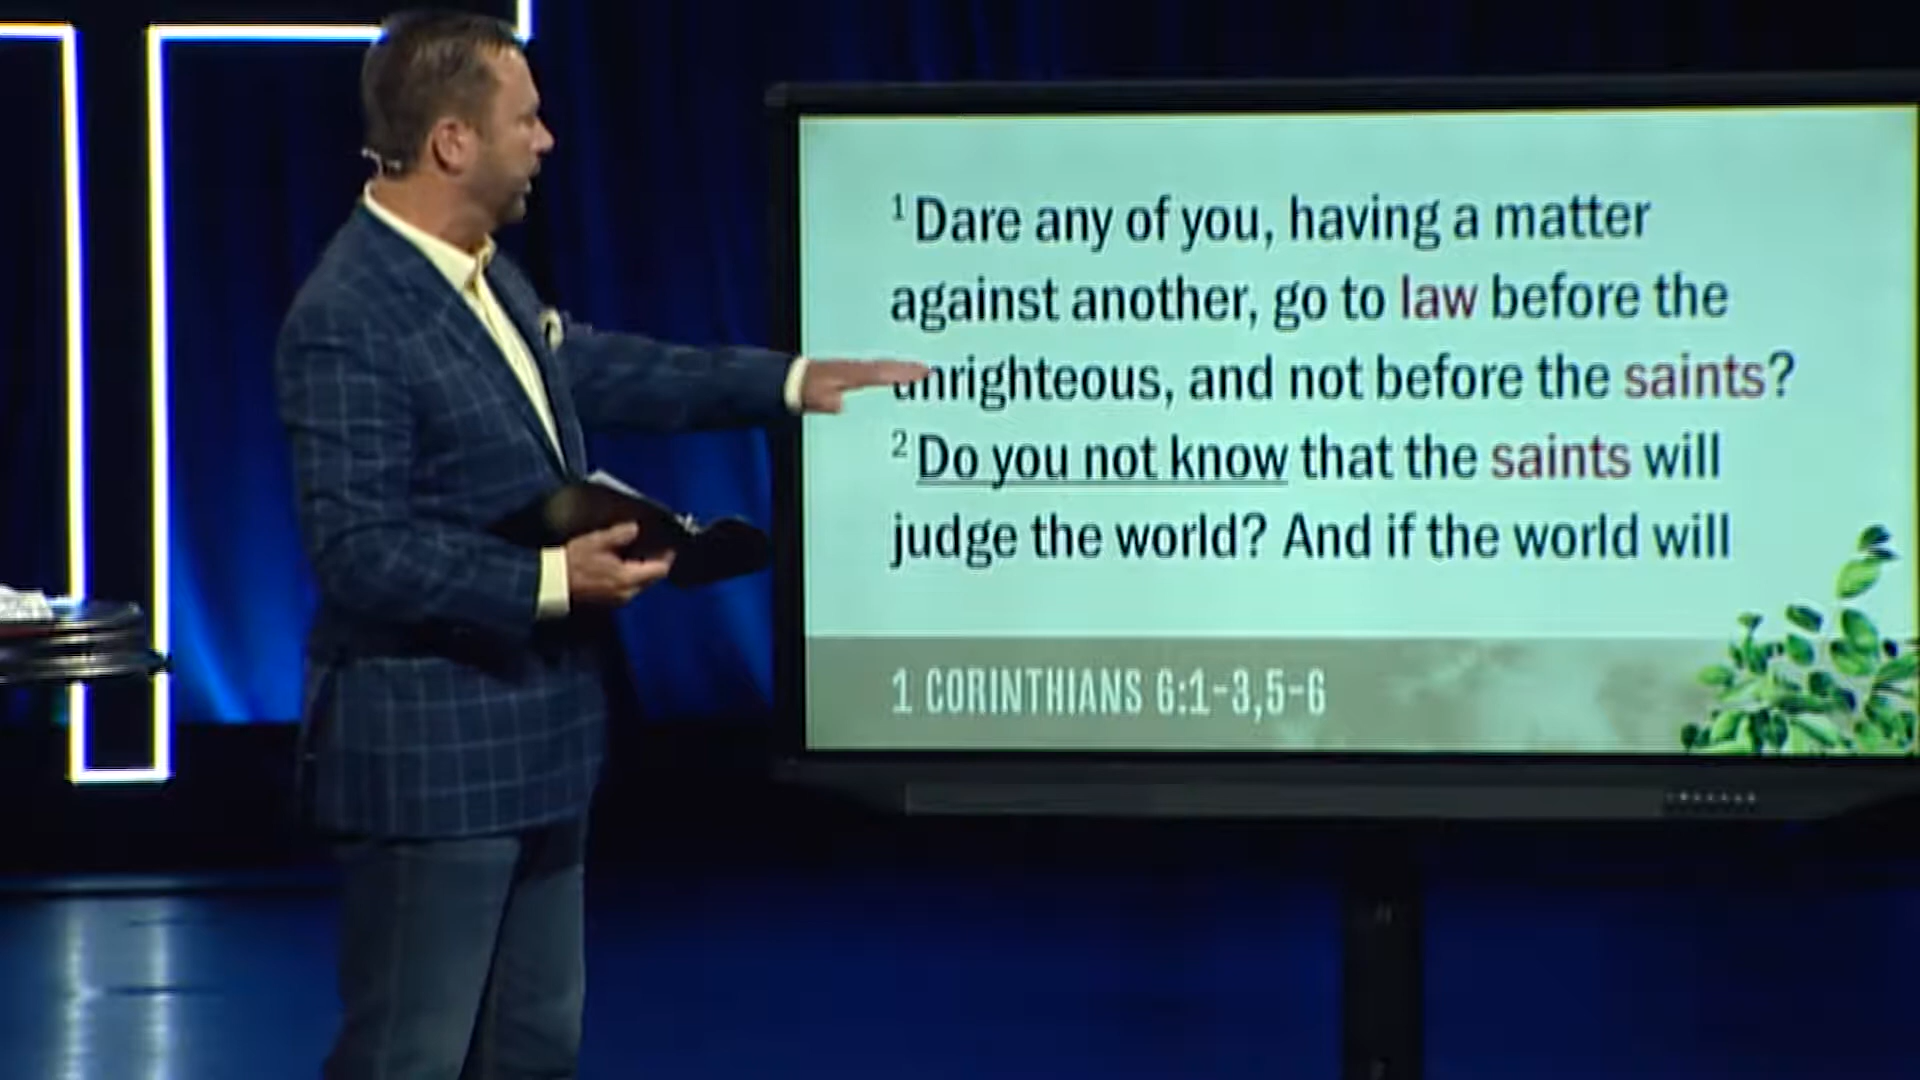 1 Dare any of you, having a matter
against another, go to law before the
unrighteous, and not before the saints?
2 Do you not know that the saints will
judge the world? And if the world will
1 CORINTHIANS 6:1-3,5-6